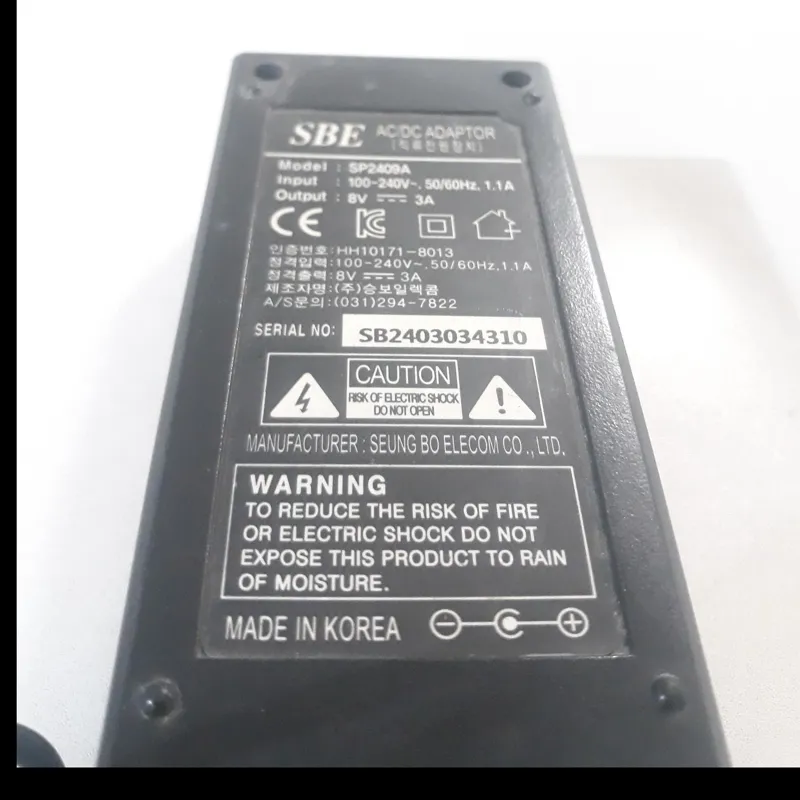 SBE AC/DC ADAPTOR
(직류전원장치)
Model : SP2409A
Input : 100-240V~, 50/60Hz, 1.1A
Output : 8V 3A
CE
인증번호:HH10171-8013
정격입력:100-240V~,50/60Hz,1.1A
정격출력:8V 3A
제조자명:(주)승보일렉콤
A/S문의:(031)294-7822
SERIAL NO: SB2403034310
CAUTION
RISK OF ELECTRIC SHOCK
DO NOT OPEN
MANUFACTURER : SEUNG BO ELECOM CO., LTD.
WARNING
TO REDUCE THE RISK OF FIRE
OR ELECTRIC SHOCK DO NOT
EXPOSE THIS PRODUCT TO RAIN
OF MOISTURE.
MADE IN KOREA